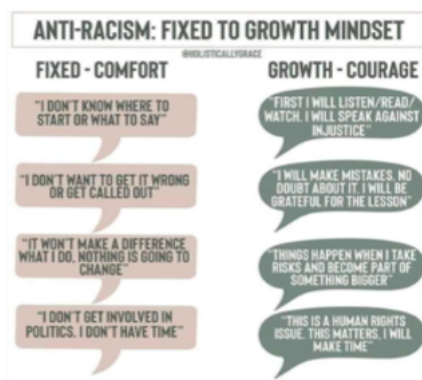 ANTI-RACISM: FIXED TO GROWTH MINDSET
@HOLISTICALLYGRACE
FIXED - COMFORT
"I DON'T KNOW WHERE TO
START OR WHAT TO SAY"
"I DON'T WANT TO GET IT WRONG
OR GET CALLED OUT"
"IT WON'T MAKE A DIFFERENCE
WHAT I DO, NOTHING IS GOING TO
CHANGE"
"I DON'T GET INVOLVED IN
POLITICS. I DON'T HAVE TIME"
GROWTH - COURAGE
"FIRST I WILL LISTEN/READ/
WATCH. I WILL SPEAK AGAINST
INJUSTICE"
"I WILL MAKE MISTAKES. NO
DOUBT ABOUT IT. I WILL BE
GRATEFUL FOR THE LESSON"
"THINGS HAPPEN WHEN I TAKE
RISKS AND BECOME PART OF
SOMETHING BIGGER"
"THIS IS A HUMAN RIGHTS
ISSUE. THIS MATTERS, I WILL
MAKE TIME"